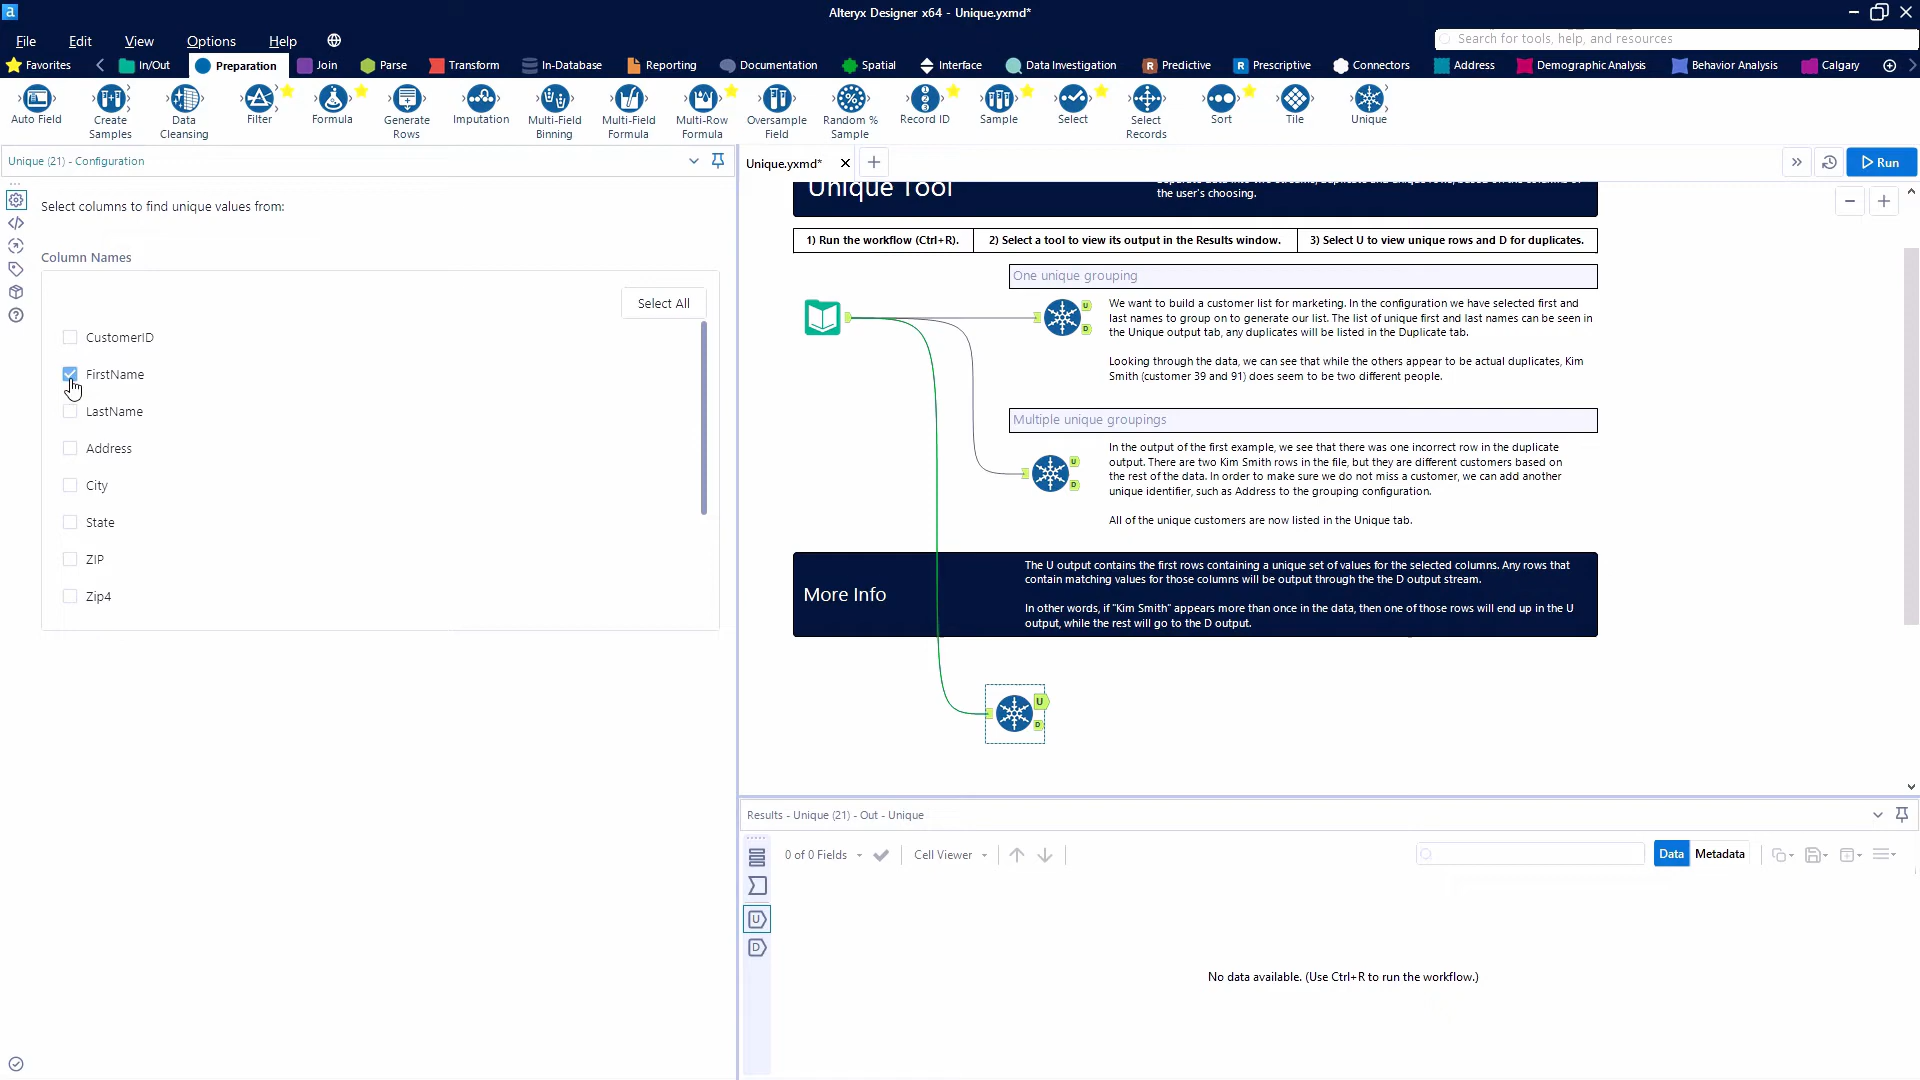 Alteryx Designer x64 - Unique.yxmd*
File
Edit
View
Options
Help
Search for tools, help, and resources
Favorites
In/Out
Preparation
Join
Parse
Transform
In-Database
Reporting
Documentation
Spatial
Interface
Data Investigation
Predictive
Prescriptive
Connectors
Address
Demographic Analysis
Behavior Analysis
Calgary
Auto Field
Create
Samples
Data
Cleansing
Filter
Formula
Generate
Rows
Imputation
Multi-Field
Binning
Multi-Field
Formula
Multi-Row
Formula
Oversample
Field
Random %
Sample
Record ID
Sample
Select
Select
Records
Sort
Tile
Unique
Unique (21) - Configuration
Select columns to find unique values from:
Column Names
Select All
CustomerID
FirstName
LastName
Address
City
State
ZIP
Zip4
Unique.yxmd*
Run
Unique Tool
the user's choosing.
1) Run the workflow (Ctrl+R).
2) Select a tool to view its output in the Results window.
3) Select U to view unique rows and D for duplicates.
One unique grouping
U
D
We want to build a customer list for marketing. In the configuration we have selected first and
last names to group on to generate our list. The list of unique first and last names can be seen in
the Unique output tab, any duplicates will be listed in the Duplicate tab.
Looking through the data, we can see that while the others appear to be actual duplicates, Kim
Smith (customer 39 and 91) does seem to be two different people.
Multiple unique groupings
U
D
In the output of the first example, we see that there was one incorrect row in the duplicate
output. There are two Kim Smith rows in the file, but they are different customers based on
the rest of the data. In order to make sure we do not miss a customer, we can add another
unique identifier, such as Address to the grouping configuration.
All of the unique customers are now listed in the Unique tab.
More Info
The U output contains the first rows containing a unique set of values for the selected columns. Any rows that
contain matching values for those columns will be output through the the D output stream.
In other words, if "Kim Smith" appears more than once in the data, then one of those rows will end up in the U
output, while the rest will go to the D output.
U
D
Results - Unique (21) - Out - Unique
0 of 0 Fields
Cell Viewer
Data
Metadata
U
D
No data available. (Use Ctrl+R to run the workflow.)